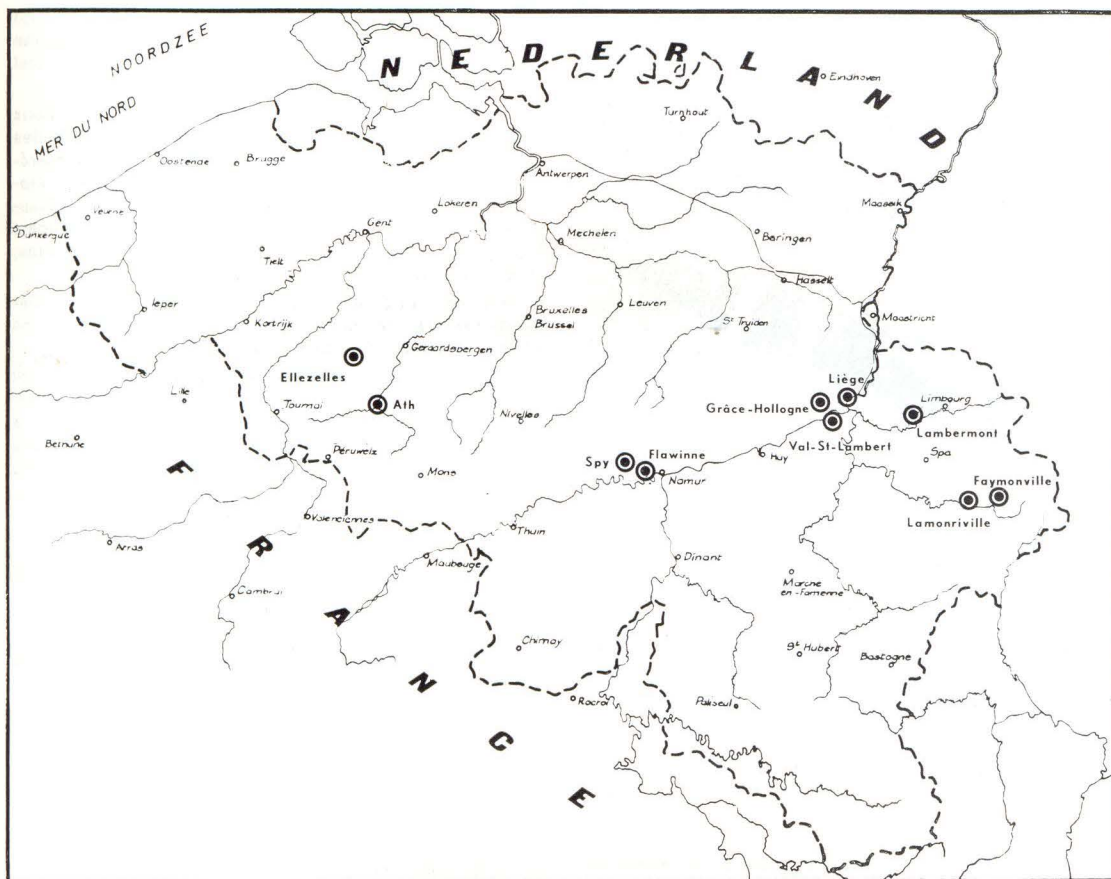 NOORDZEE
MER DU NORD
NEDERLAND
Eindhoven
Turnhout
Oostende
Brugge
Antwerpen
Veurne
Lokeren
Maaseik
Dunkerque
Gent
Beringen
Tielt
Mechelen
Hasselt
Ieper
Kortrijk
Bruxelles
Brussel
Leuven
Maastricht
St Truiden
Geraardsbergen
Ellezelles
Liège
Lille
Ath
Grâce-Hollogne
Limbourg
Tournai
Nivelles
Lambermont
Val-St-Lambert
Péruwelz
Mons
Spy
Flawinne
Huy
Spa
Namur
Faymonville
Lamonriville
Valenciennes
Thuin
Arras
Maubeuge
Dinant
Marche
en-Famenne
Cambrai
Chimay
St Hubert
Bastogne
Rocroi
Paliseul
FRANCE